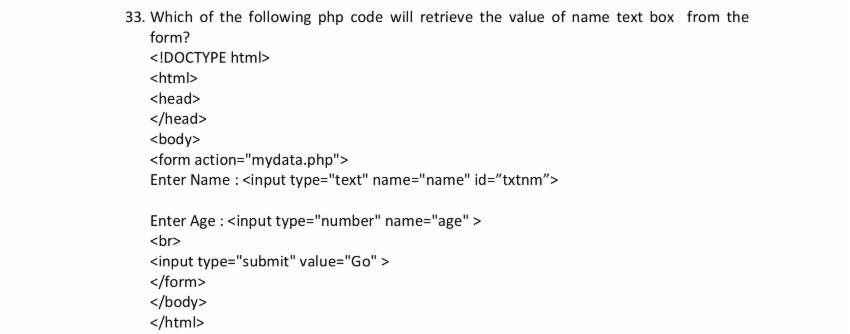 33. Which of the following php code will retrieve the value of name text box from the
form?
<!DOCTYPE html>
<html>
<head>
</head>
<body>
<form action="mydata.php">
Enter Name : <input type="text" name="name" id=”txtnm”>
Enter Age : <input type="number" name="age" >
<br>
<input type="submit" value="Go" >
</form>
</body>
</html>